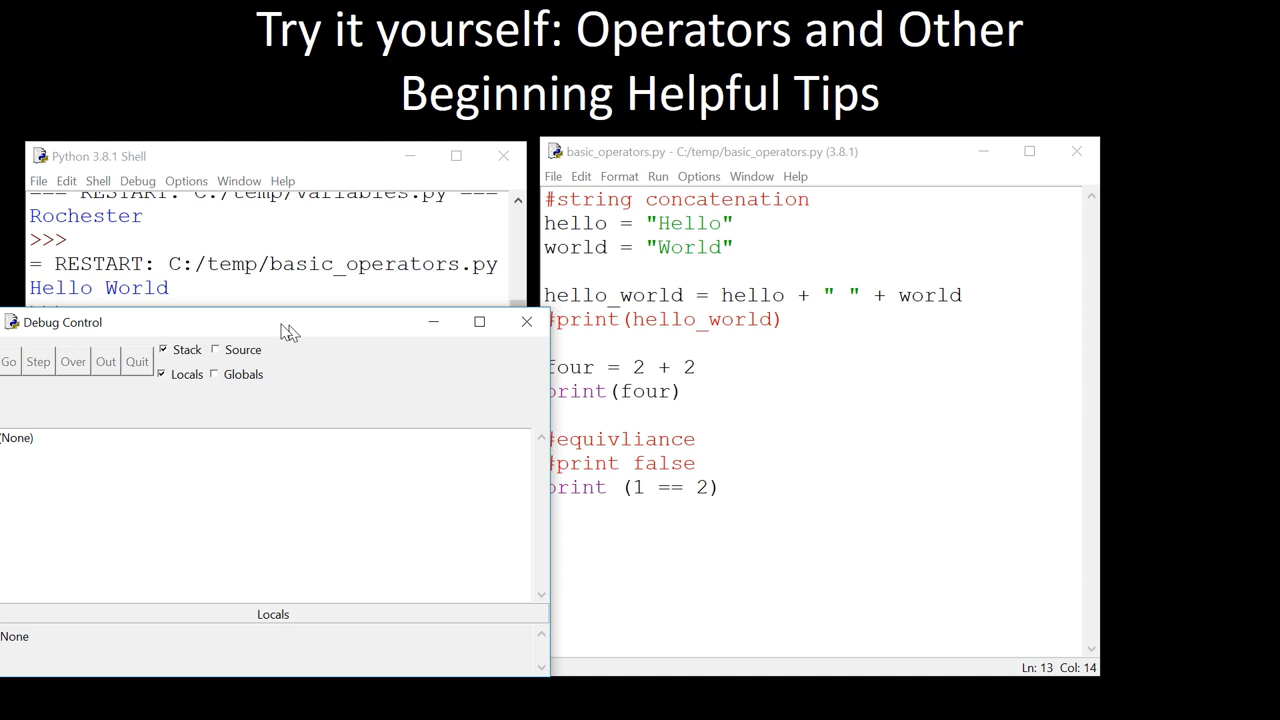 Try it yourself: Operators and Other
Beginning Helpful Tips
Python 3.8.1 Shell
File Edit Shell Debug Options Window Help
=== RESTART: C:/temp/variables.py ===
Rochester
>>>
= RESTART: C:/temp/basic_operators.py
Hello World
Debug Control
Go Step Over Out Quit
Stack Source
Locals Globals
(None)
Locals
None
basic_operators.py - C:/temp/basic_operators.py (3.8.1)
File Edit Format Run Options Window Help
#string concatenation
hello = "Hello"
world = "World"
hello_world = hello + " " + world
#print(hello_world)
four = 2 + 2
print(four)
#equivliance
#print false
print (1 == 2)
Ln: 13 Col: 14